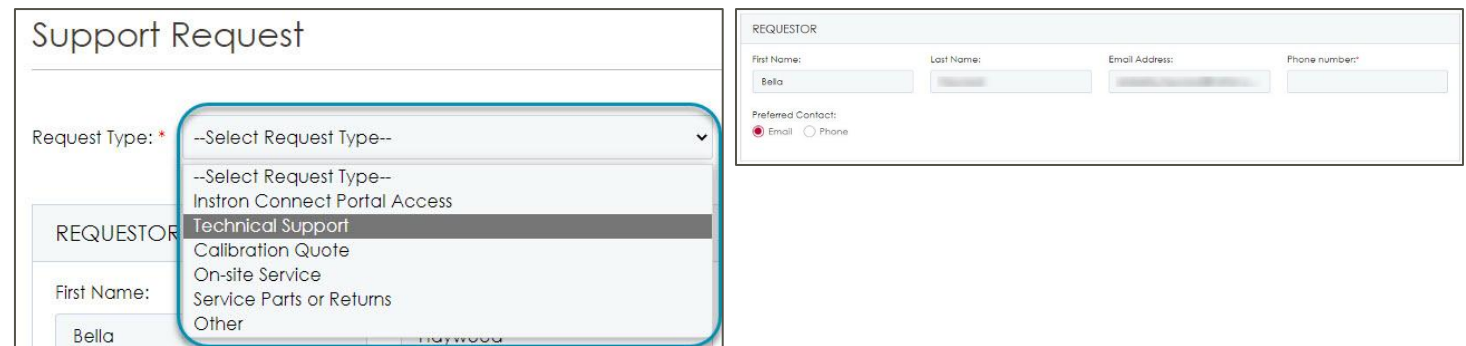 Support Request
Request Type: * --Select Request Type--
--Select Request Type--
Instron Connect Portal Access
Technical Support
Calibration Quote
On-site Service
Service Parts or Returns
Other
REQUESTOR
First Name:
Bella
REQUESTOR
First Name: Last Name: Email Address: Phone number:*
Bella
Preferred Contact:
Email Phone